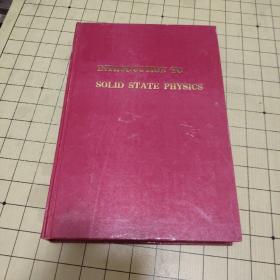 INTRODUCTION TO
SOLID STATE PHYSICS